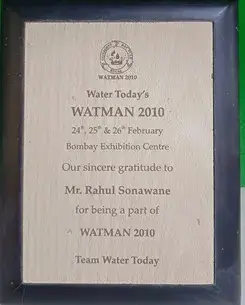 WATMAN 2010
Water Today's
WATMAN 2010
24th, 25th & 26th February
Bombay Exhibition Centre
Our sincere gratitude to
Mr. Rahul Sonawane
for being a part of
WATMAN 2010
Team Water Today